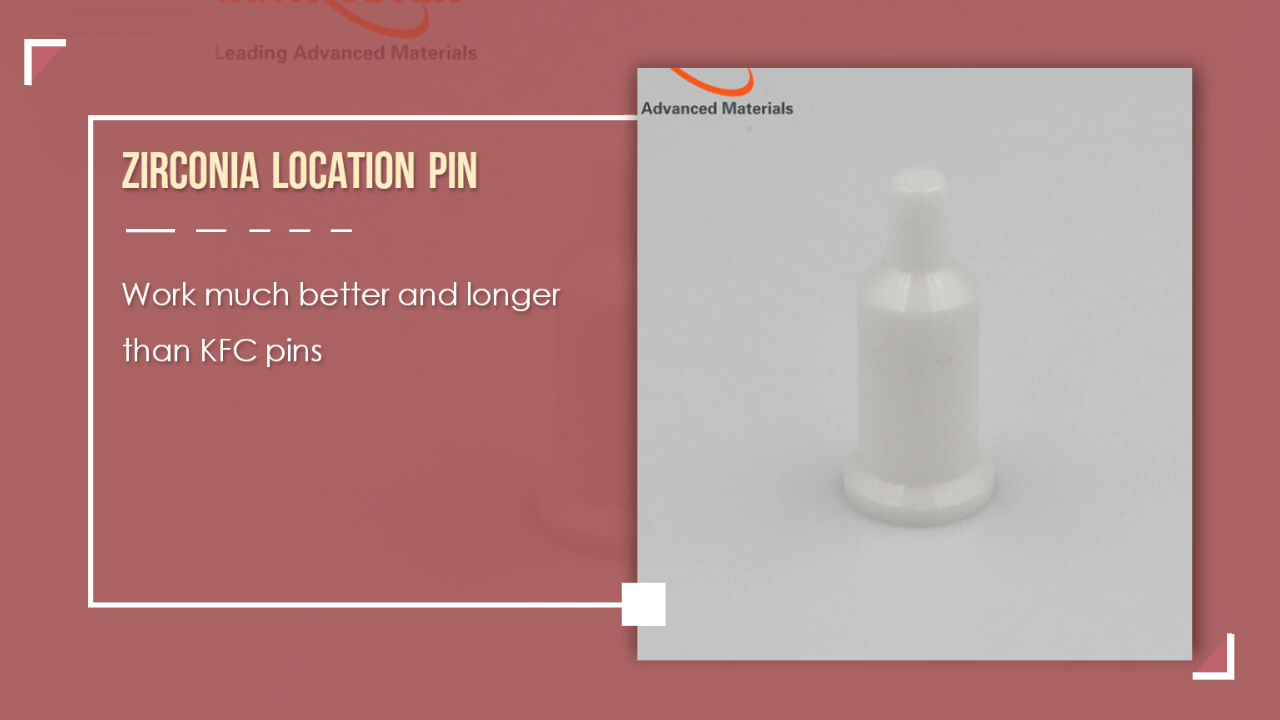 Leading Advanced Materials
Advanced Materials
ZIRCONIA LOCATION PIN
Work much better and longer
than KFC pins